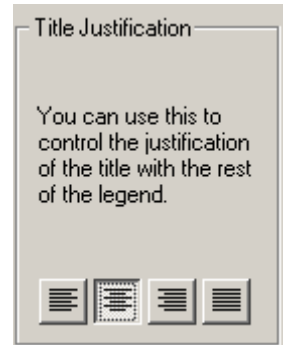 Title Justification
You can use this to
control the justification
of the title with the rest
of the legend.